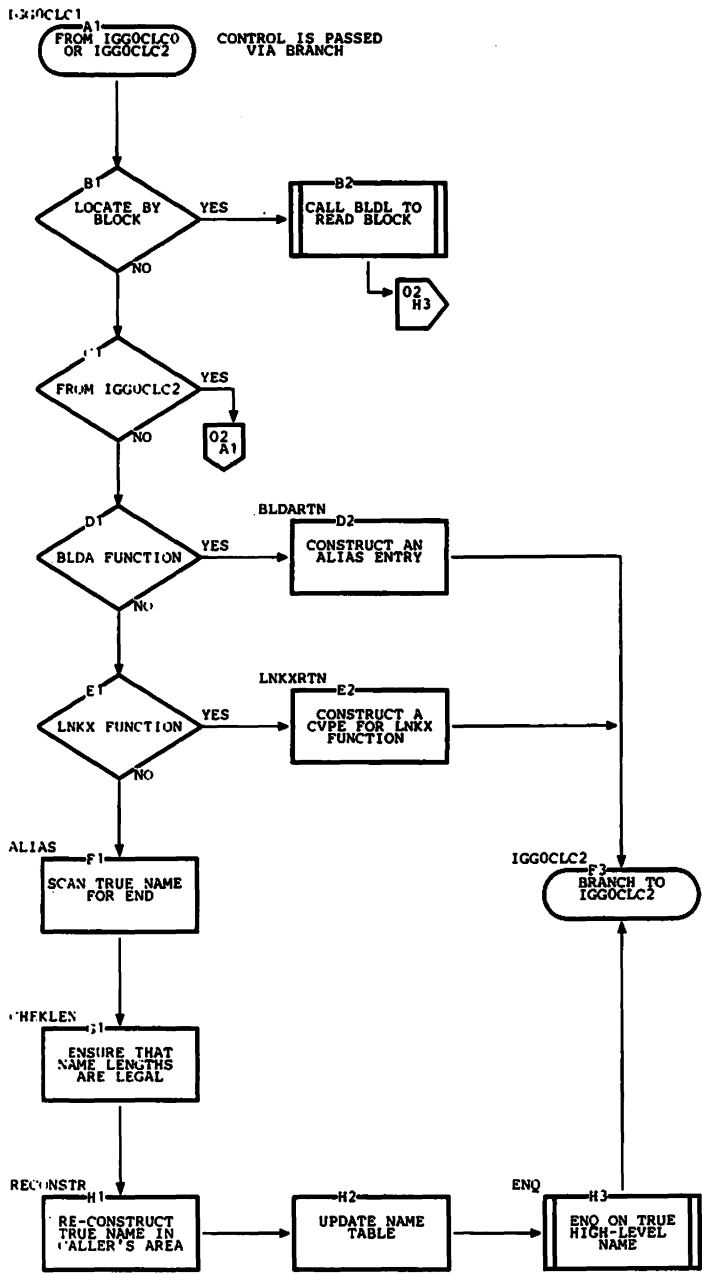 IGG0CLC1
A1
FROM IGG0CLC0
OR IGG0CLC2
CONTROL IS PASSED
VIA BRANCH
B1
LOCATE BY
BLOCK
YES
B2
CALL BLDL TO
READ BLOCK
NO
02
H3
C1
FROM IGG0CLC2
YES
NO
02
A1
D1
BLDA FUNCTION
YES
BLDARTN
D2
CONSTRUCT AN
ALIAS ENTRY
NO
E1
LNKX FUNCTION
YES
LNKXRTN
E2
CONSTRUCT A
CVPE FOR LNKX
FUNCTION
NO
ALIAS
F1
SCAN TRUE NAME
FOR END
IGG0CLC2
F3
BRANCH TO
IGG0CLC2
CHEKLEN
G1
ENSURE THAT
NAME LENGTHS
ARE LEGAL
RECONSTR
H1
RE-CONSTRUCT
TRUE NAME IN
CALLER'S AREA
H2
UPDATE NAME
TABLE
ENQ
H3
ENQ ON TRUE
HIGH-LEVEL
NAME